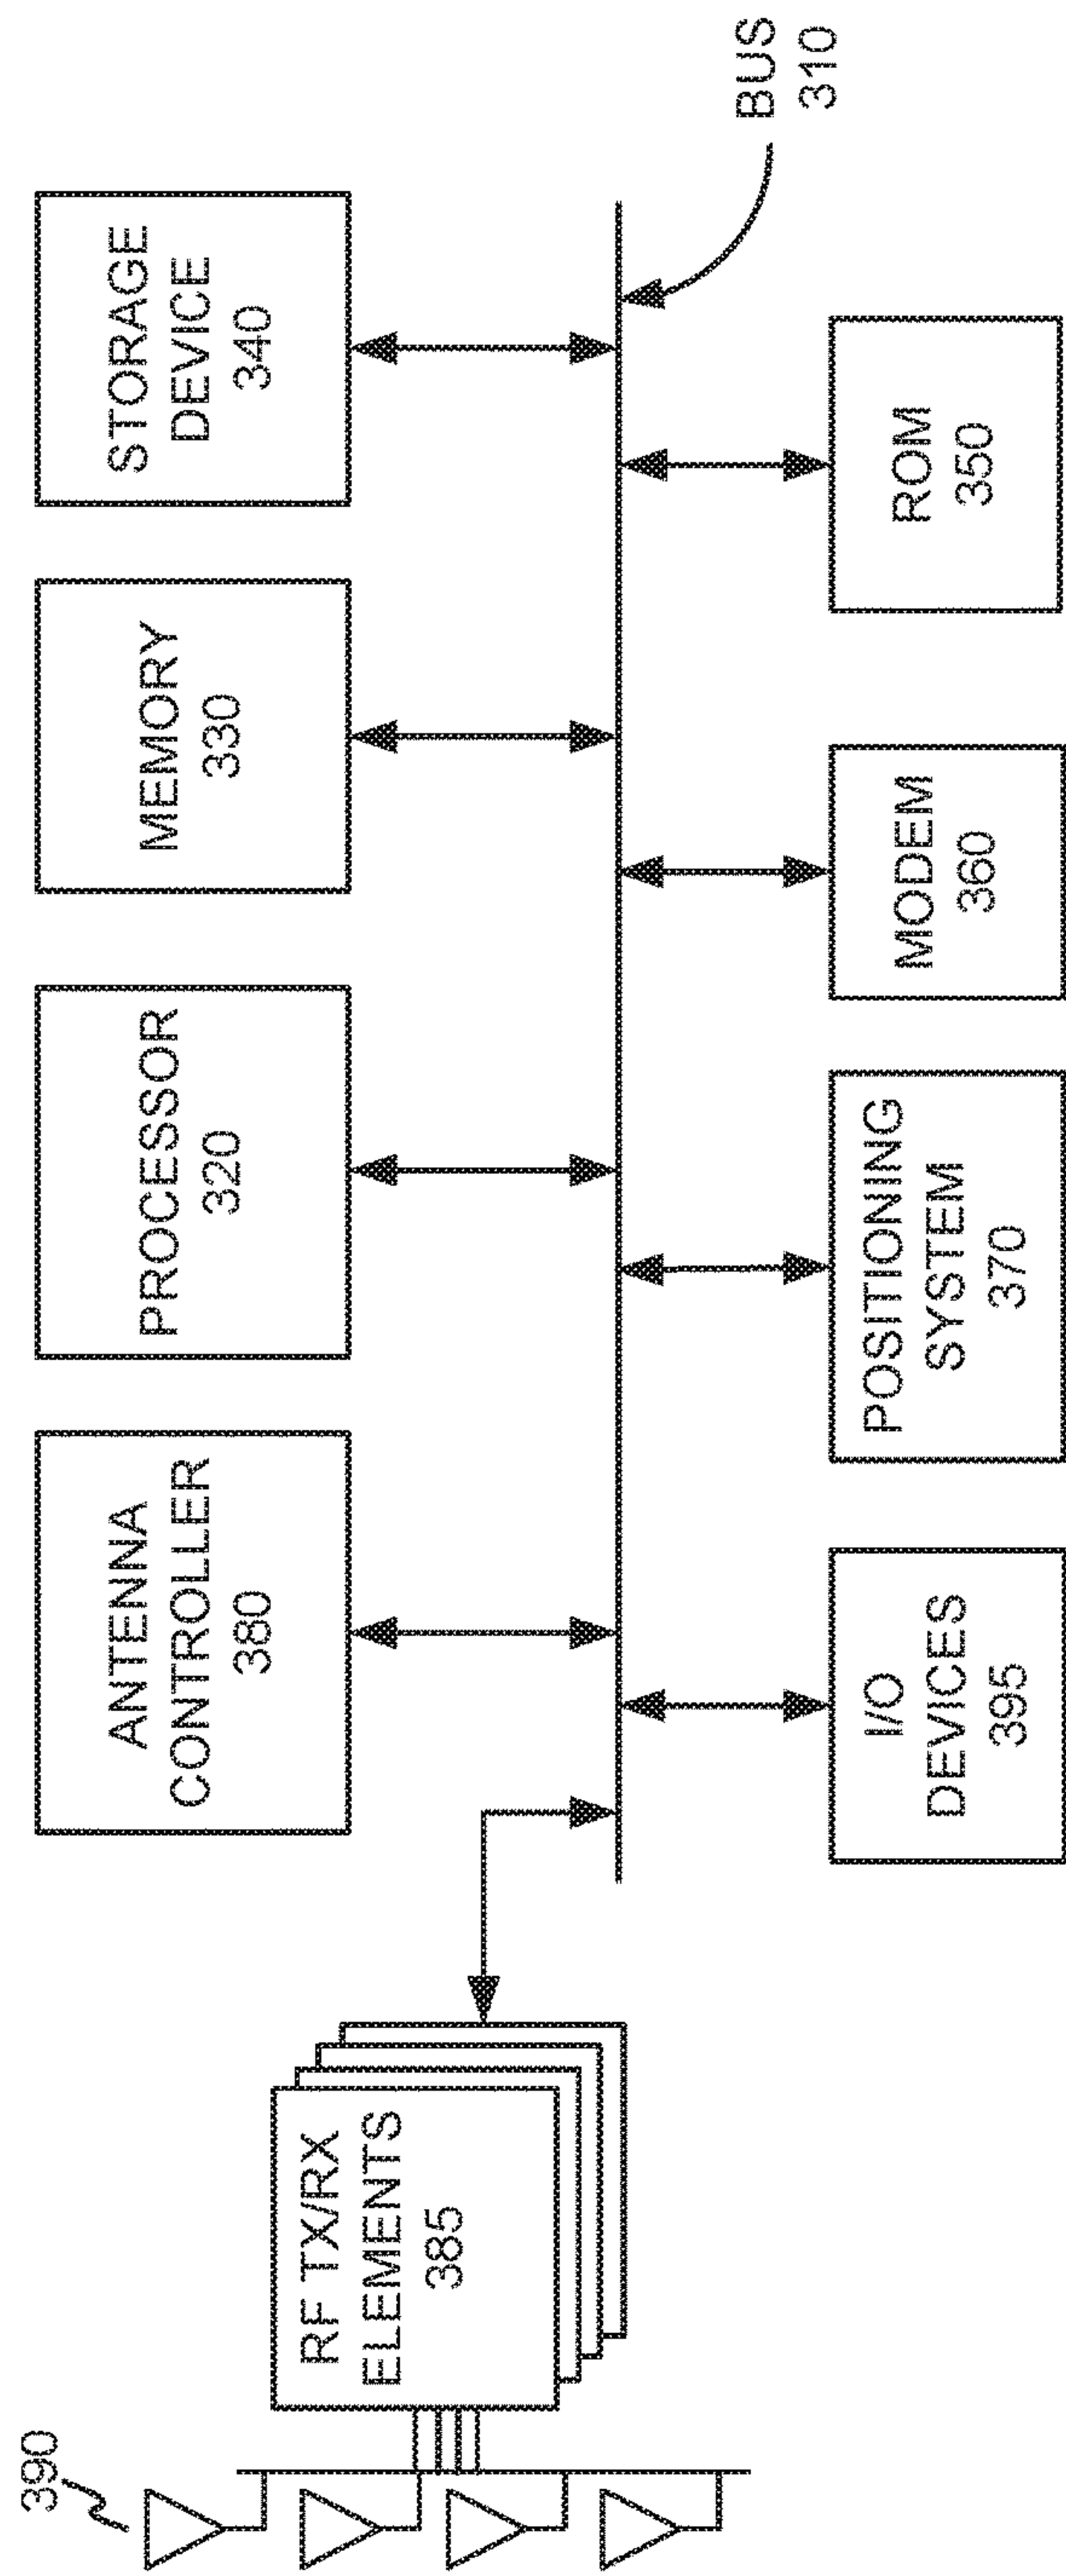 390
RF TX/RX
ELEMENTS
385
ANTENNA
CONTROLLER
380
PROCESSOR
320
MEMORY
330
STORAGE
DEVICE
340
BUS
310
I/O
DEVICES
395
POSITIONING
SYSTEM
370
MODEM
360
ROM
350